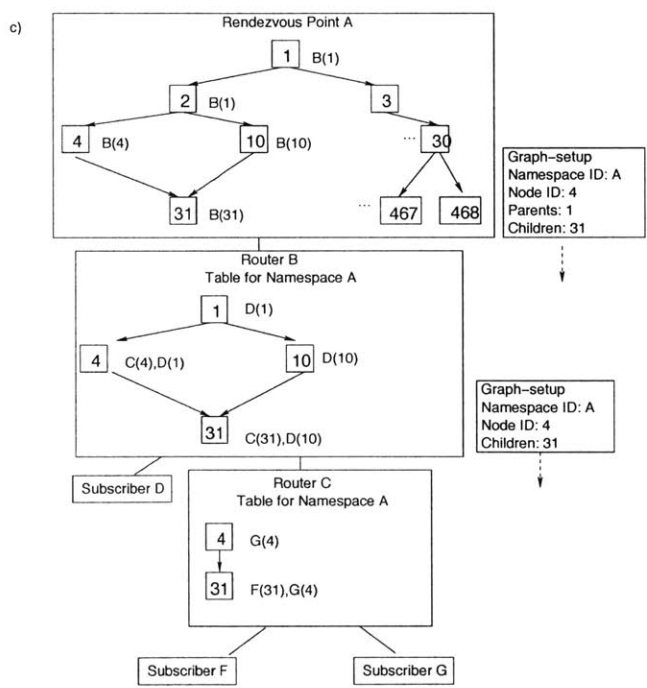 c)
Rendezvous Point A
1 B(1)
2 B(1) 3
4 B(4) 10 B(10) ... 30
31 B(31) ... 467 468
Graph-setup
Namespace ID: A
Node ID: 4
Parents: 1
Children: 31
Router B
Table for Namespace A
1 D(1)
4 C(4),D(1) 10 D(10)
31 C(31),D(10)
Graph-setup
Namespace ID: A
Node ID: 4
Children: 31
Subscriber D
Router C
Table for Namespace A
4 G(4)
31 F(31),G(4)
Subscriber F Subscriber G